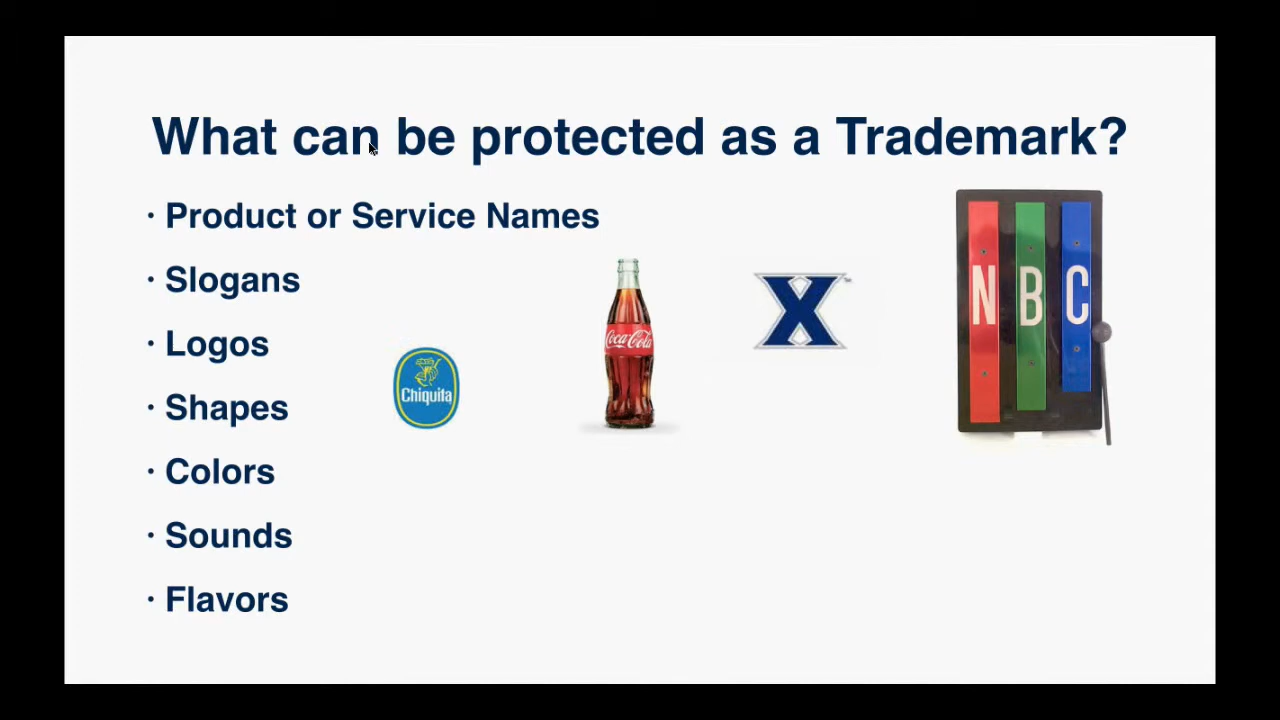 What can be protected as a Trademark?
· Product or Service Names
· Slogans
· Logos
· Shapes
· Colors
· Sounds
· Flavors
Chiquita
Coca-Cola
X
™
N B C